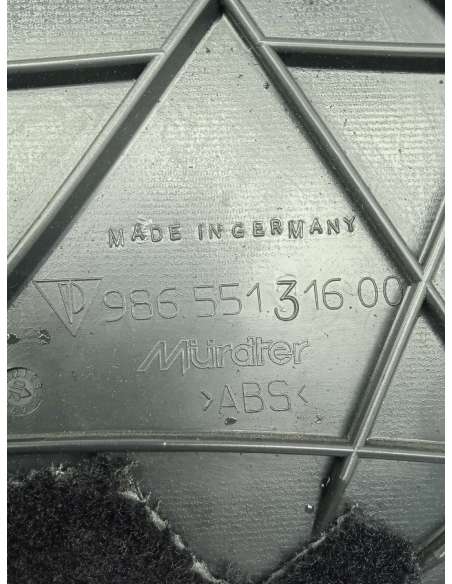 MADE IN GERMANY
986.551.316.00
Mürdter
>ABS<